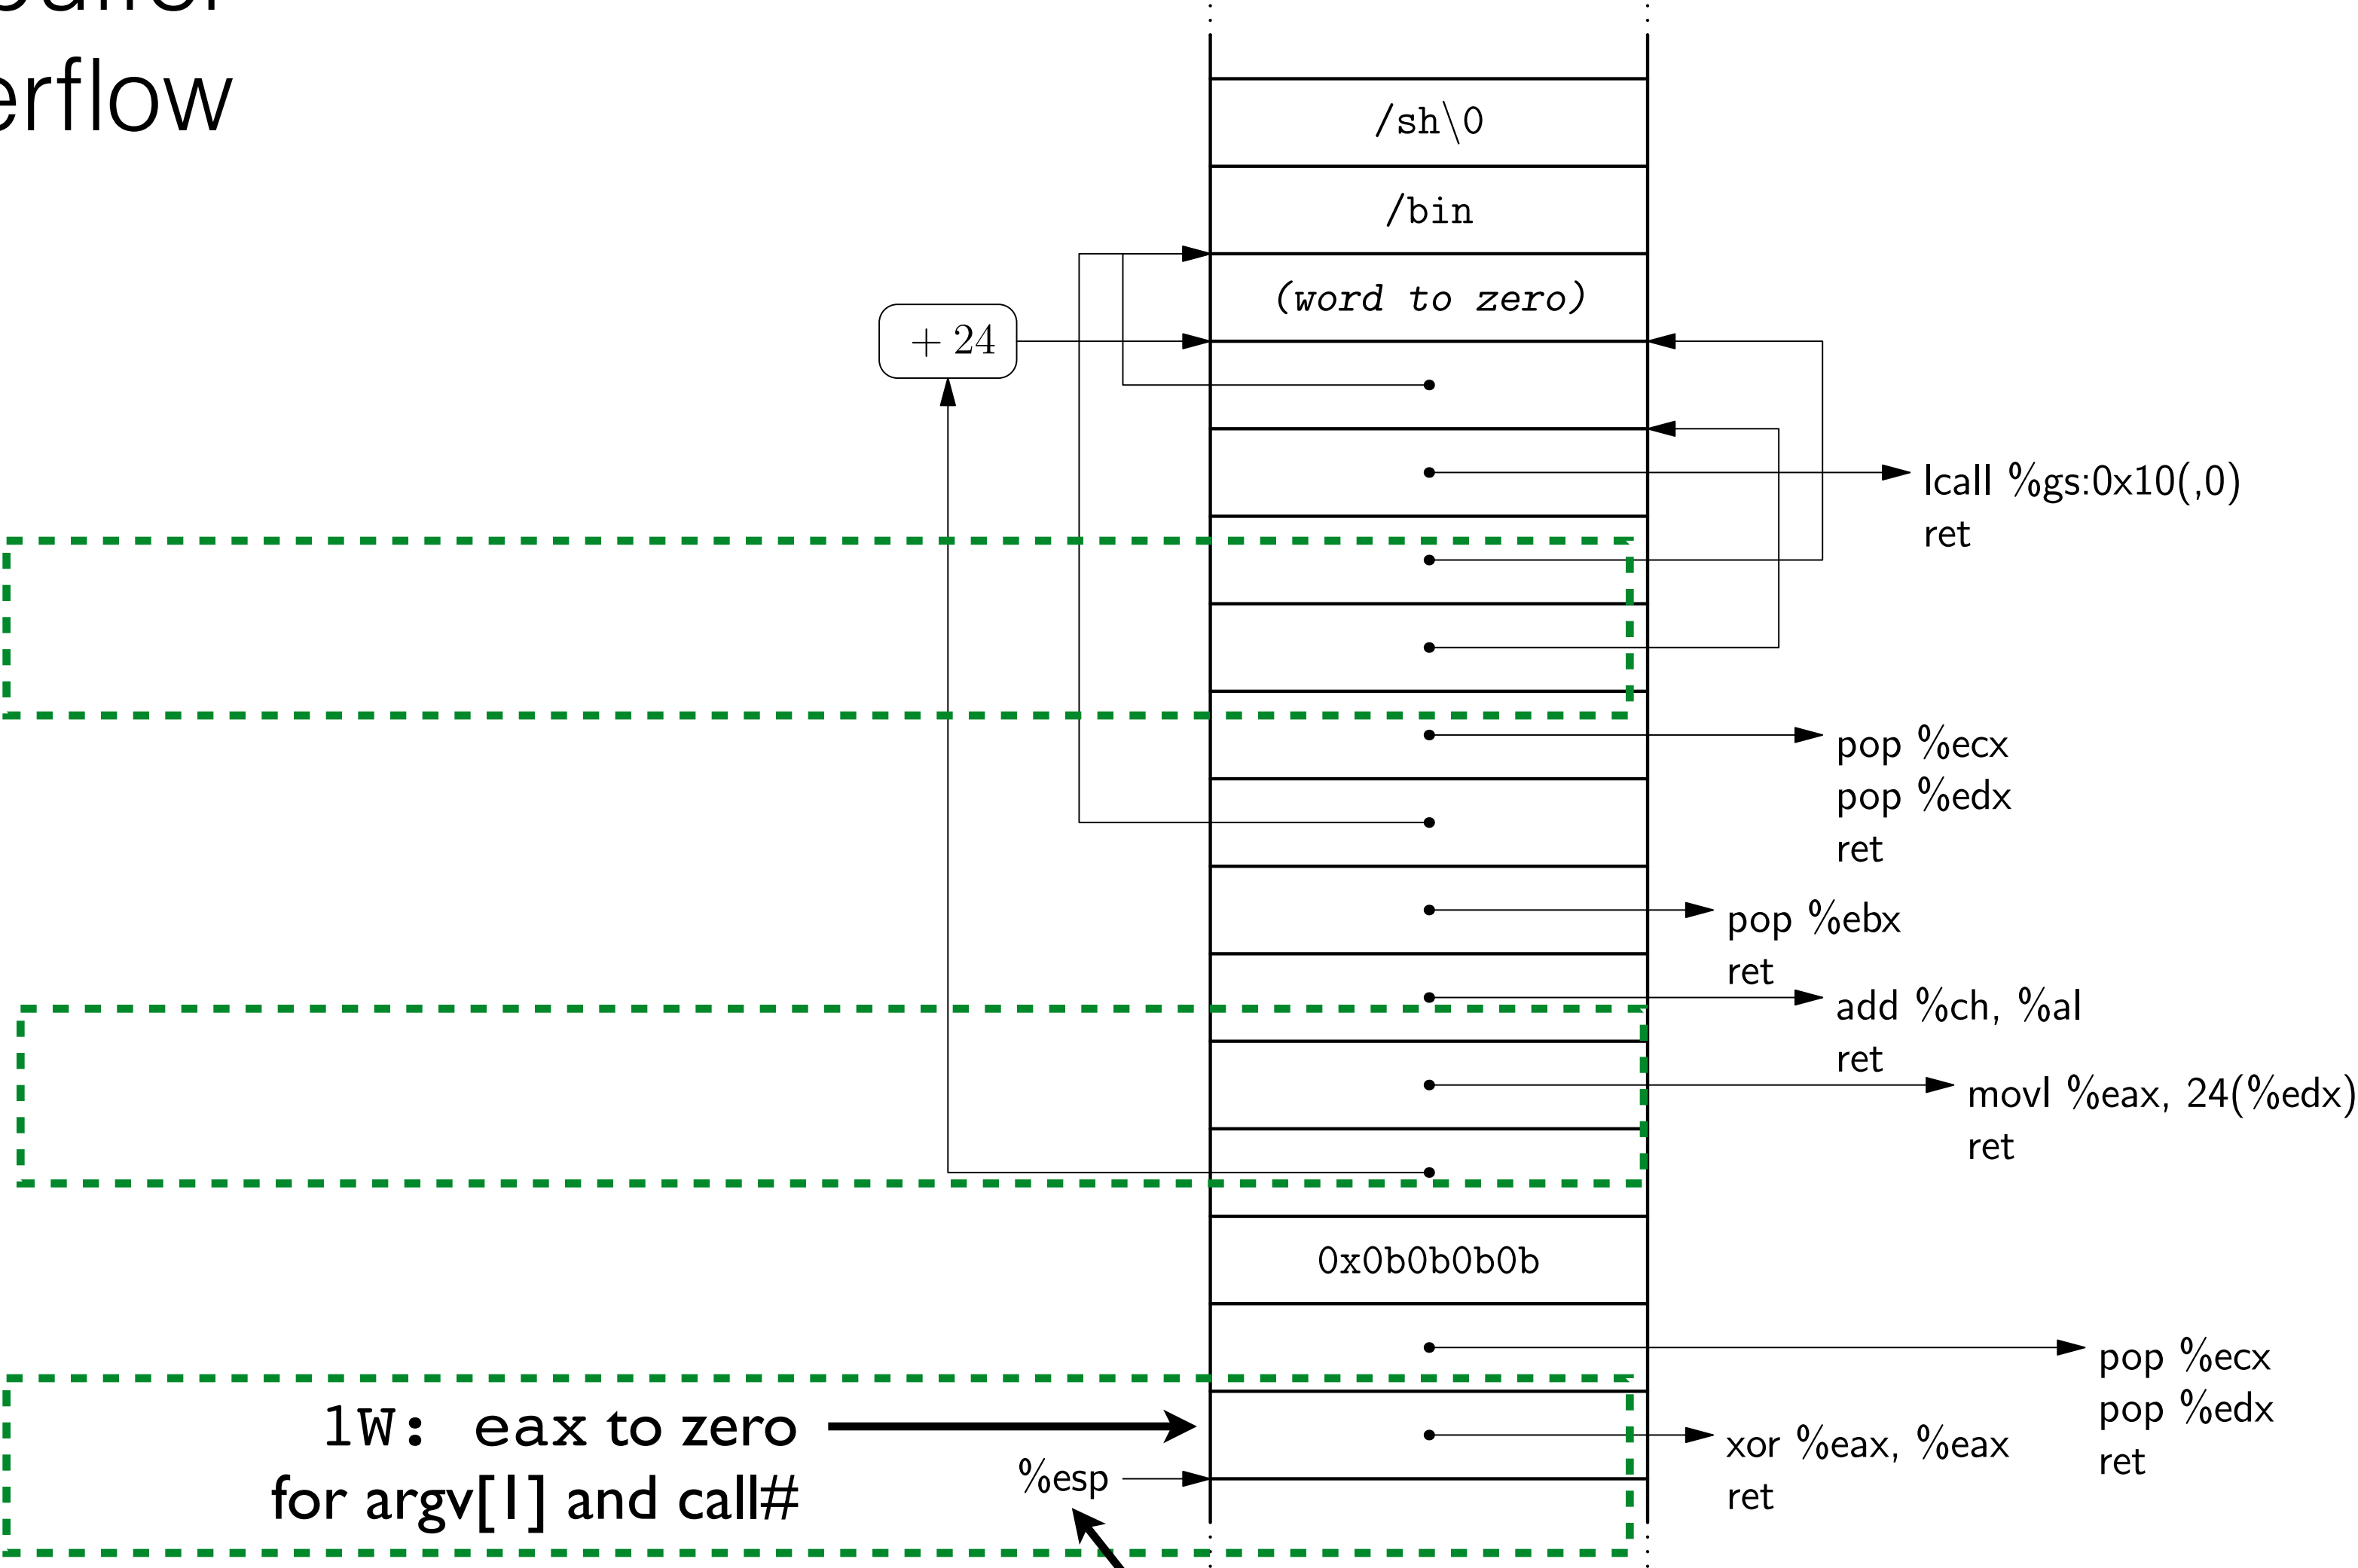 erflow
/sh\0
/bin
(word to zero)
+ 24
lcall %gs:0x10(,0)
ret
pop %ecx
pop %edx
ret
pop %ebx
ret
add %ch, %al
ret
movl %eax, 24(%edx)
ret
0x0b0b0b0b
pop %ecx
pop %edx
ret
1W: eax to zero
for argv[1] and call#
%esp
xor %eax, %eax
ret